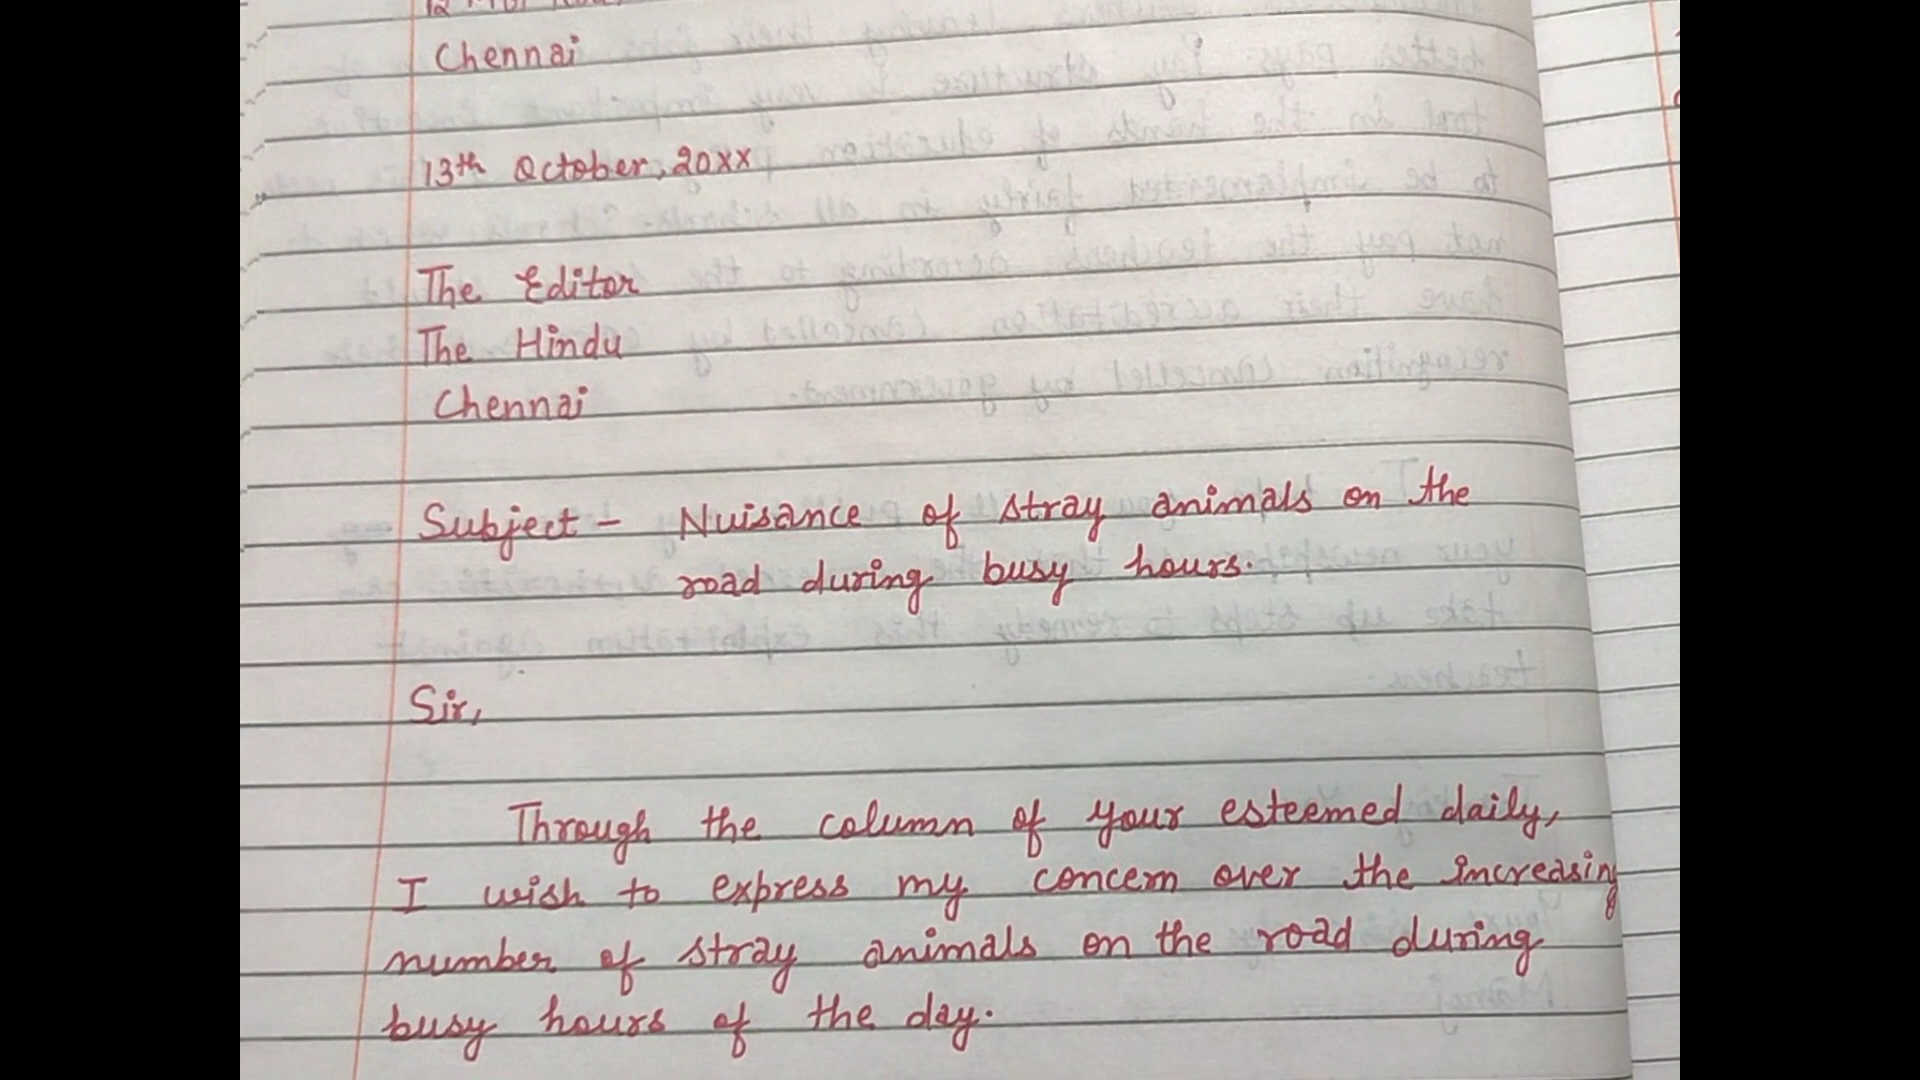 Chennai
13th October, 20xx
The Editor
The Hindu
Chennai
Subject - Nuisance of stray animals on the
road during busy hours.
Sir,
Through the column of your esteemed daily,
I wish to express my concern over the increasing
number of stray animals on the road during
busy hours of the day.